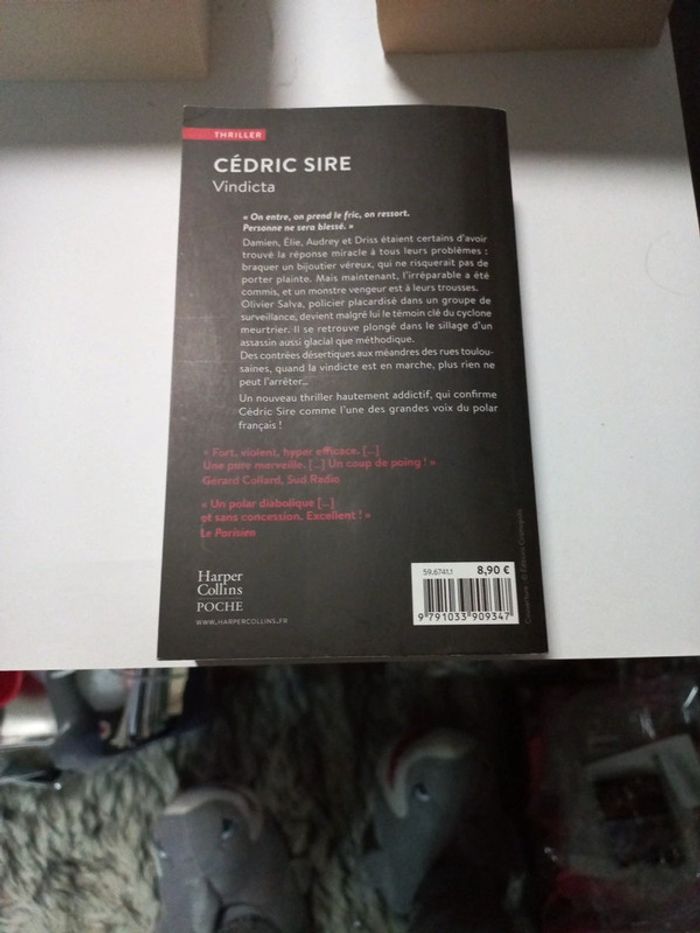 THRILLER
CÉDRIC SIRE
Vindicta
« On entre, on prend le fric, on ressort.
Personne ne sera blessé. »
Damien, Élie, Audrey et Driss étaient certains d'avoir
trouvé la réponse miracle à tous leurs problèmes :
braquer un bijoutier véreux, qui ne risquerait pas de
porter plainte. Mais maintenant, l'irréparable a été
commis, et un monstre vengeur est à leurs trousses.
Olivier Salva, policier placardisé dans un groupe de
surveillance, devient malgré lui le témoin clé du cyclone
meurtrier. Il se retrouve plongé dans le sillage d'un
assassin aussi glacial que méthodique.
Des contrées désertiques aux méandres des rues toulou-
saines, quand la vindicte est en marche, plus rien ne
peut l'arrêter…
Un nouveau thriller hautement addictif, qui confirme
Cédric Sire comme l'une des grandes voix du polar
français !
« Fort, violent, hyper efficace. […]
Une pure merveille. […] Un coup de poing ! »
Gérard Collard, Sud Radio
« Un polar diabolique […]
et sans concession. Excellent ! »
Le Parisien
Harper
Collins
POCHE
WWW.HARPERCOLLINS.FR
59.6741.1
8,90 €
9 791033 909347
Couverture : © Éditions Cosmopolis